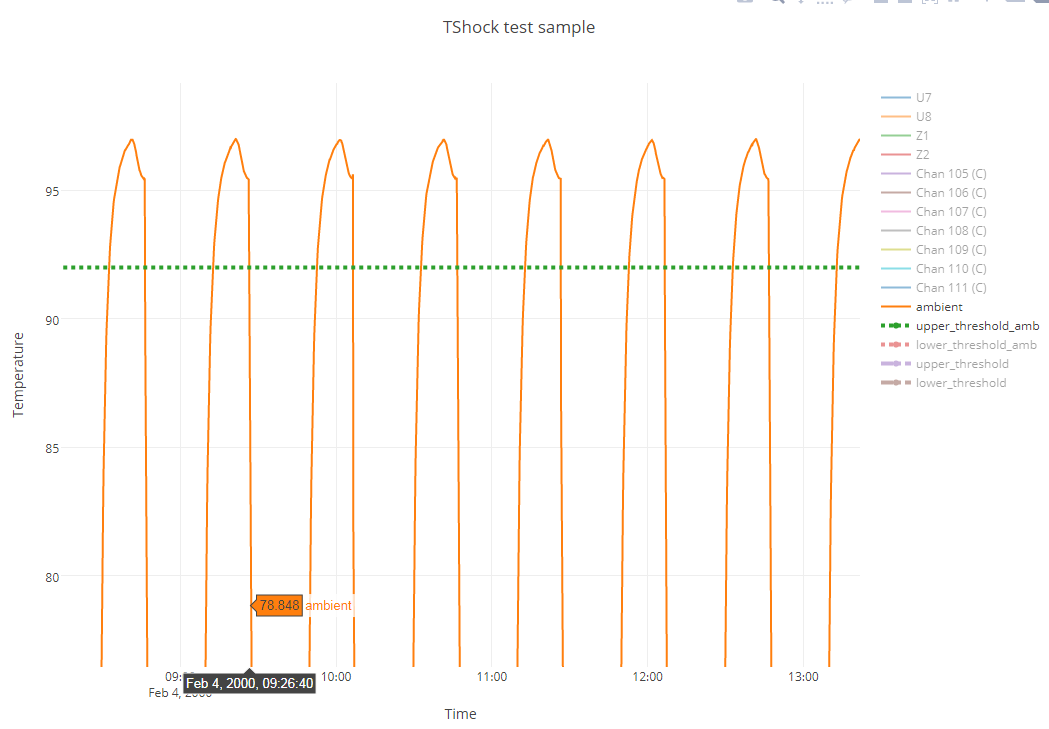 TShock test sample
U7
U8
Z1
Z2
Chan 105 (C)
Chan 106 (C)
Chan 107 (C)
Chan 108 (C)
Chan 109 (C)
Chan 110 (C)
Chan 111 (C)
ambient
upper_threshold_amb
lower_threshold_amb
upper_threshold
lower_threshold
95
90
85
80
Temperature
78.848 ambient
10:00
11:00
12:00
13:00
Feb 4, 2000, 09:26:40
Feb 4,
Time